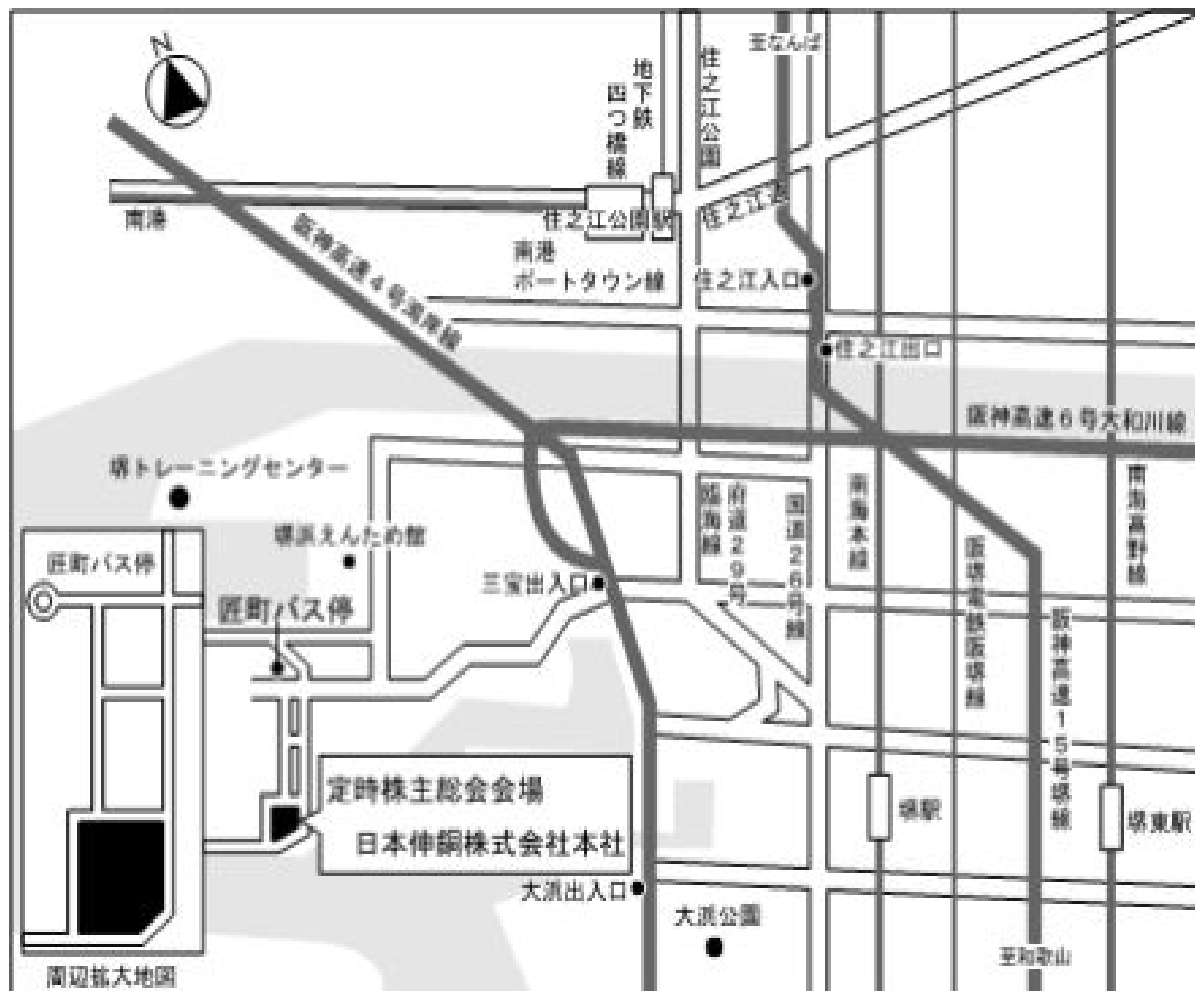 N
至なんば
地下鉄
四つ橋線
住之江公園
南港
住之江公園駅
住之江通
南港
ポートタウン線
住之江入口
阪神高速4号湾岸線
住之江出口
阪神高速6号大和川線
堺トレーニングセンター
堺浜えんため館
匠町バス停
匠町バス停
三宝出入口
府道29号
臨海線
国道26号線
南海本線
阪堺電鉄阪堺線
南海高野線
阪神高速15号堺線
定時株主総会会場
日本伸銅株式会社本社
堺駅
堺東駅
大浜出入口
大浜公園
至和歌山
周辺拡大地図